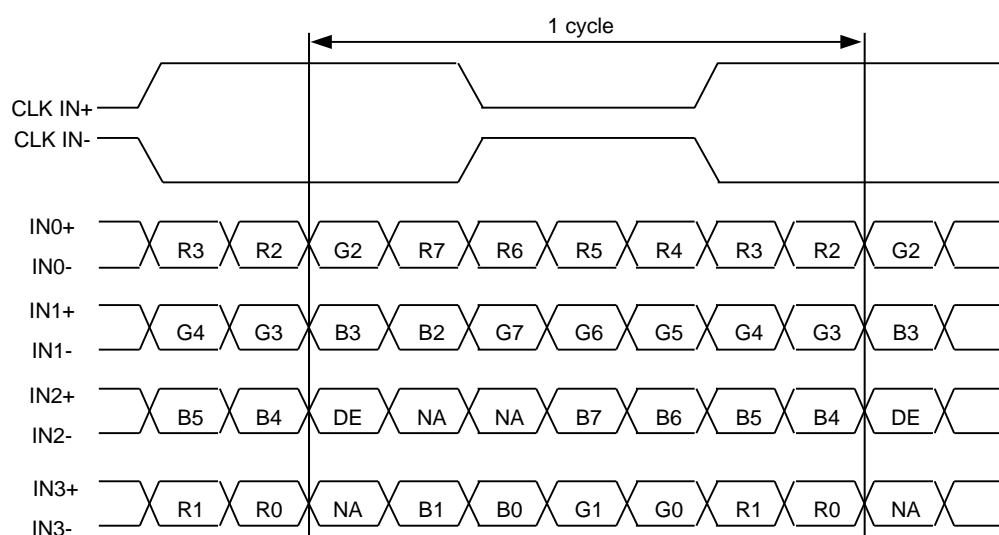 1 cycle
CLK IN+
CLK IN-
IN0+
R3 R2 G2 R7 R6 R5 R4 R3 R2 G2
IN0-
IN1+
G4 G3 B3 B2 G7 G6 G5 G4 G3 B3
IN1-
IN2+
B5 B4 DE NA NA B7 B6 B5 B4 DE
IN2-
IN3+
R1 R0 NA B1 B0 G1 G0 R1 R0 NA
IN3-